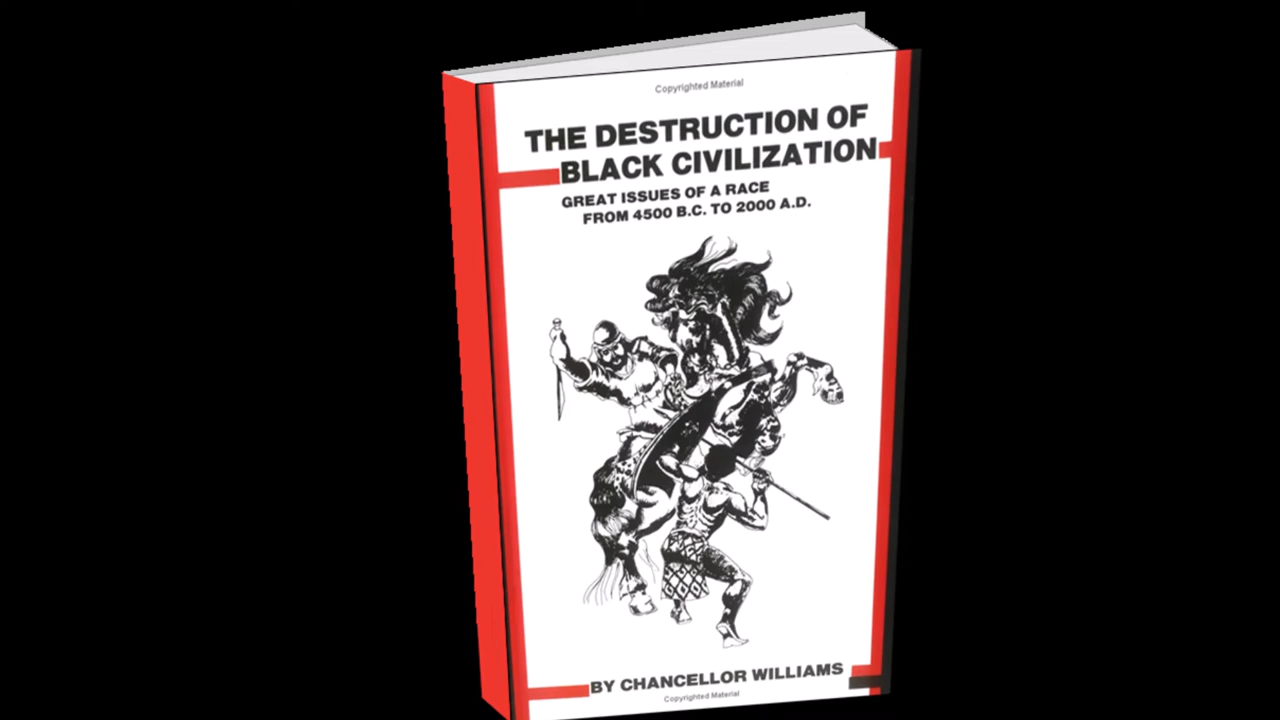 Copyrighted Material
THE DESTRUCTION OF
BLACK CIVILIZATION
GREAT ISSUES OF A RACE
FROM 4500 B.C. TO 2000 A.D.
BY CHANCELLOR WILLIAMS
Copyrighted Material